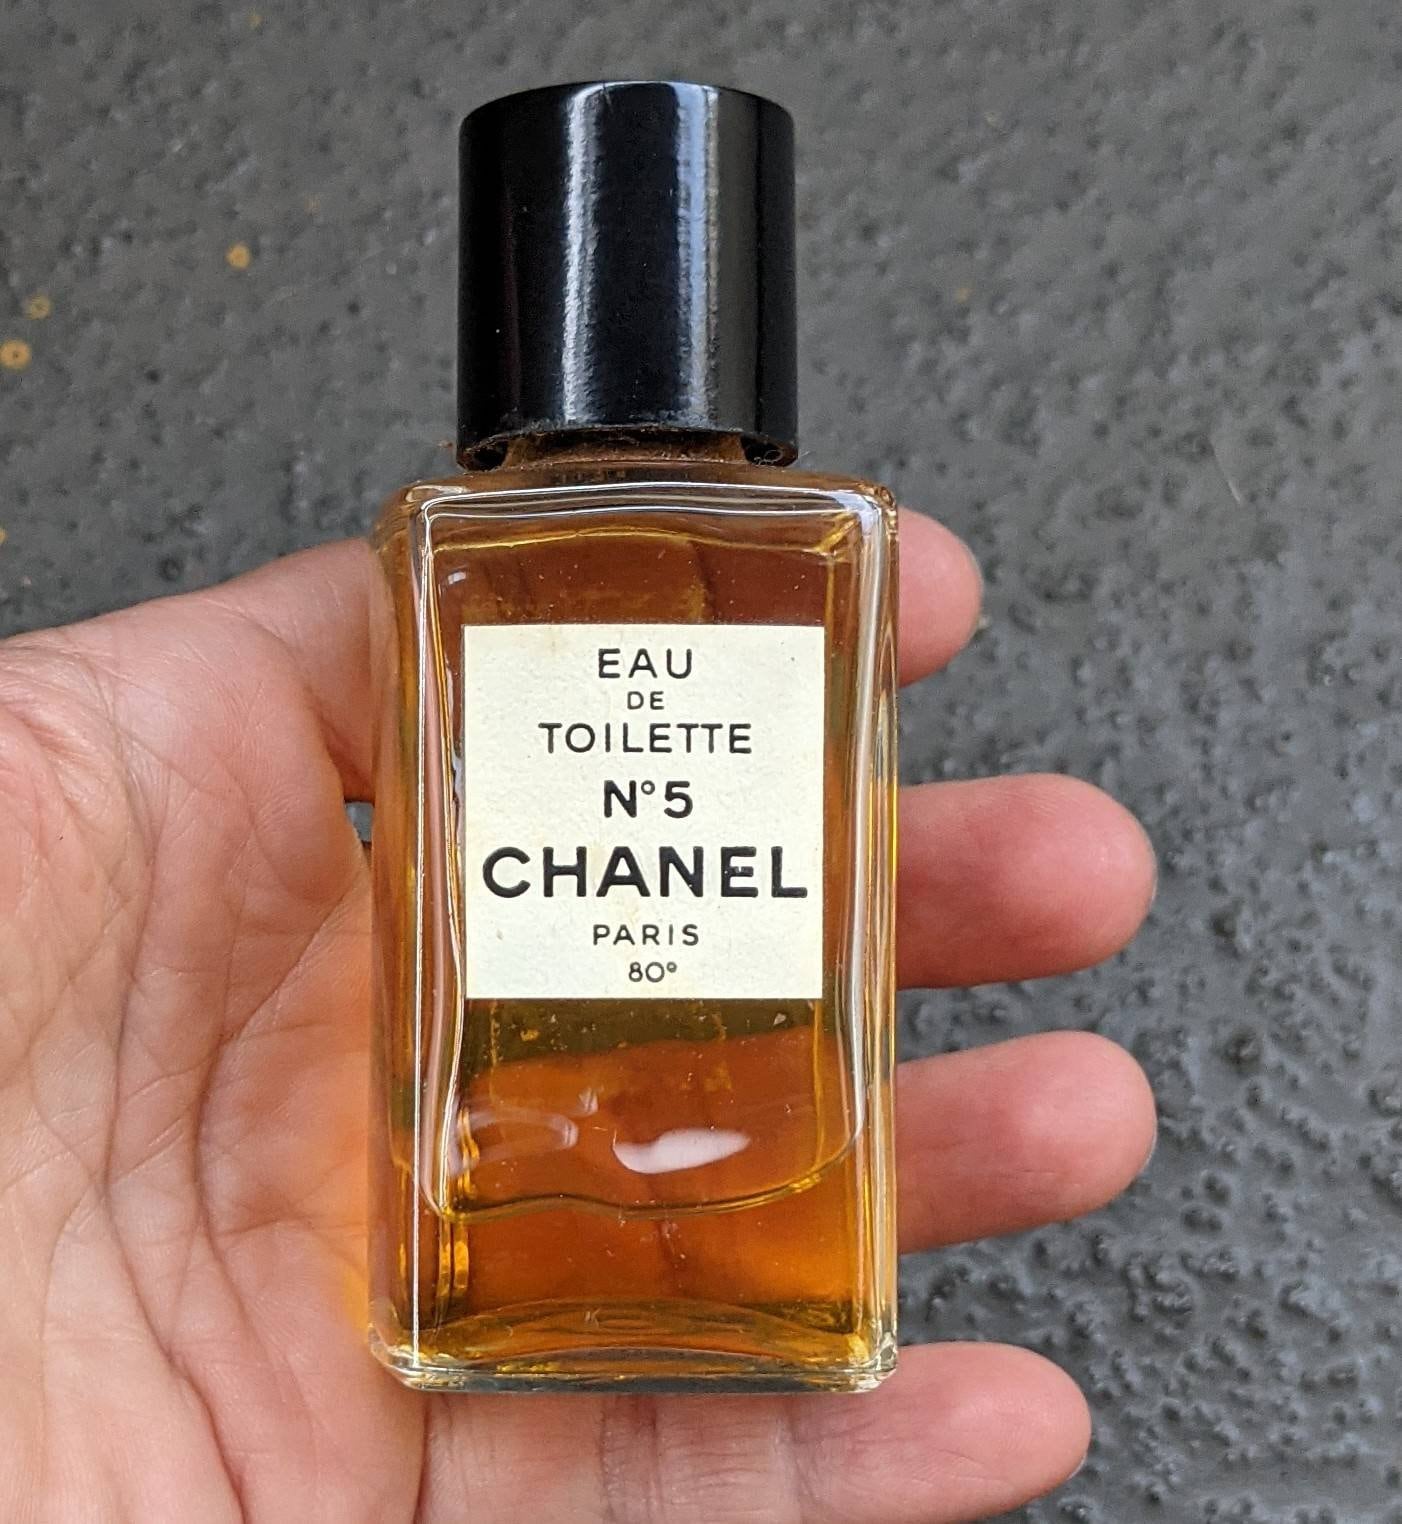 EAU
DE
TOILETTE
N°5
CHANEL
PARIS
80°